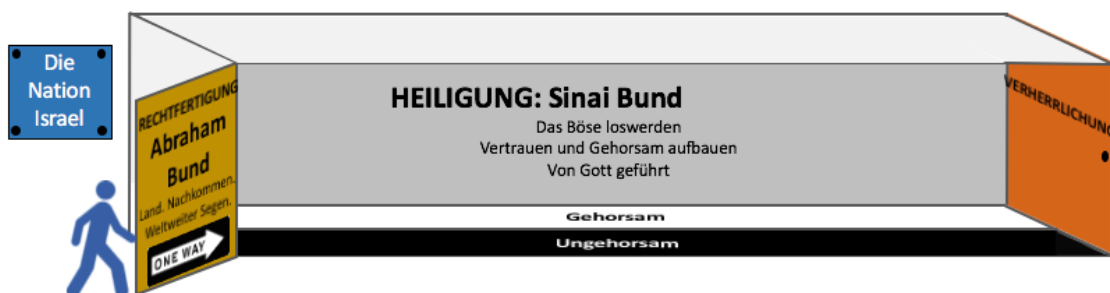 Die
Nation
Israel
RECHTFERTIGUNG
Abraham
Bund
Land. Nachkommen.
Weltweiter Segen.
ONE WAY
HEILIGUNG: Sinai Bund
Das Böse loswerden
Vertrauen und Gehorsam aufbauen
Von Gott geführt
Gehorsam
Ungehorsam
VERHERRLICHUNG